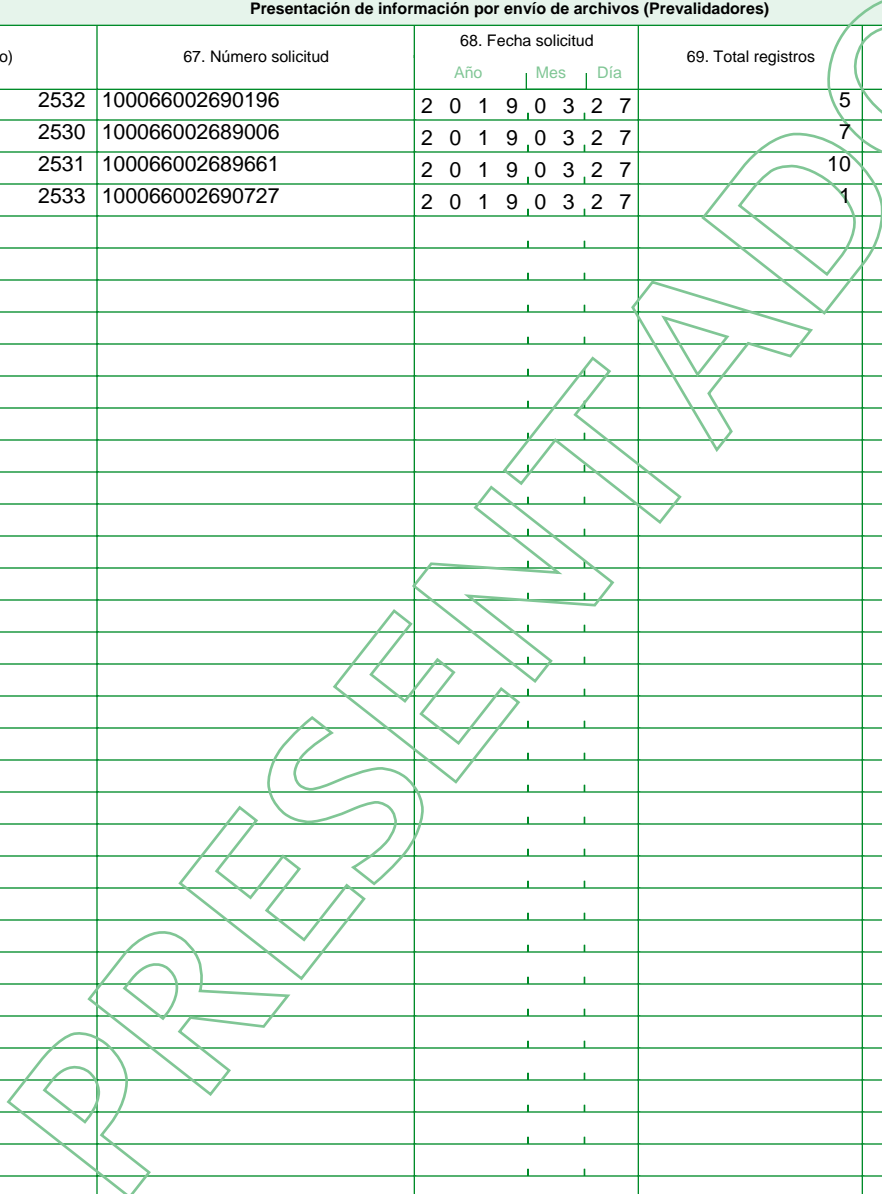 Presentación de información por envío de archivos (Prevalidadores)
o) 67. Número solicitud 68. Fecha solicitud 69. Total registros
Año Mes Día
2532 100066002690196 2 0 1 9 0 3 2 7 5
2530 100066002689006 2 0 1 9 0 3 2 7 7
2531 100066002689661 2 0 1 9 0 3 2 7 10
2533 100066002690727 2 0 1 9 0 3 2 7 1
PRESENTADO